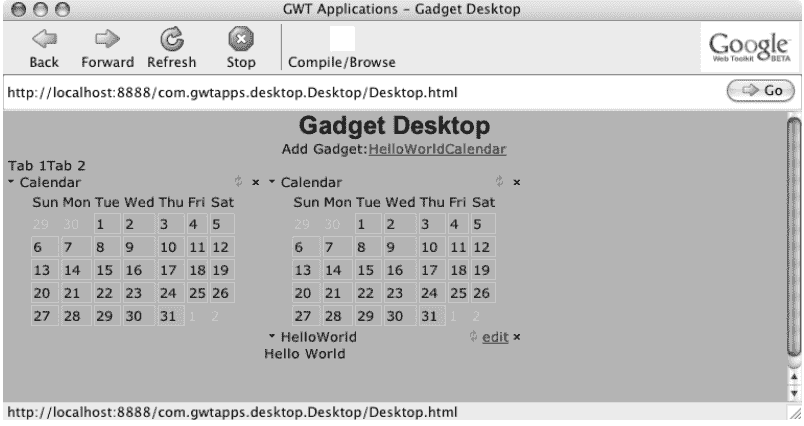 GWT Applications – Gadget Desktop
Back Forward Refresh Stop Compile/Browse
Google
Web Toolkit BETA
http://localhost:8888/com.gwtapps.desktop.Desktop/Desktop.html Go
Gadget Desktop
Add Gadget:HelloWorldCalendar
Tab 1Tab 2
Calendar × Calendar ×
Sun Mon Tue Wed Thu Fri Sat Sun Mon Tue Wed Thu Fri Sat
29 30 1 2 3 4 5 29 30 1 2 3 4 5
6 7 8 9 10 11 12 6 7 8 9 10 11 12
13 14 15 16 17 18 19 13 14 15 16 17 18 19
20 21 22 23 24 25 26 20 21 22 23 24 25 26
27 28 29 30 31 1 2 27 28 29 30 31 1 2
HelloWorld edit ×
Hello World
http://localhost:8888/com.gwtapps.desktop.Desktop/Desktop.html